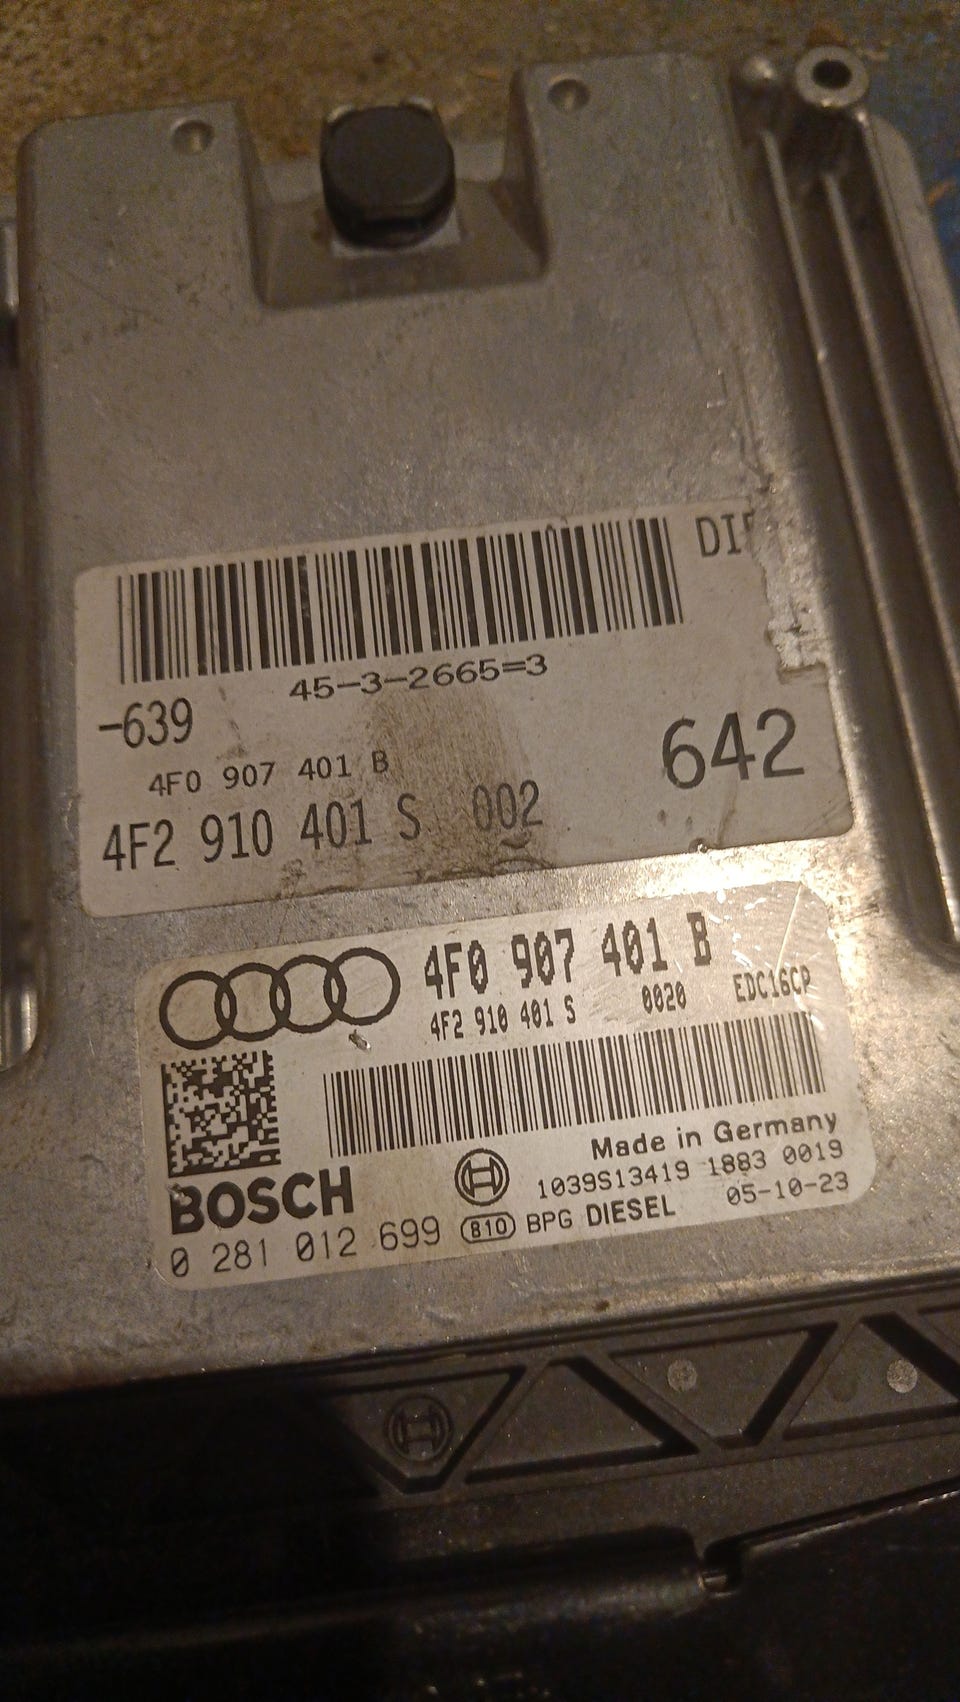 45-3-2665=3
-639
4F0 907 401 B
642
4F2 910 401 S 002
4F0 907 401 B
4F2 910 401 S 0020 EDC16CP
Made in Germany
BOSCH
1039S13419 1883 0019
0 281 012 699 810 BPG DIESEL 05-10-23